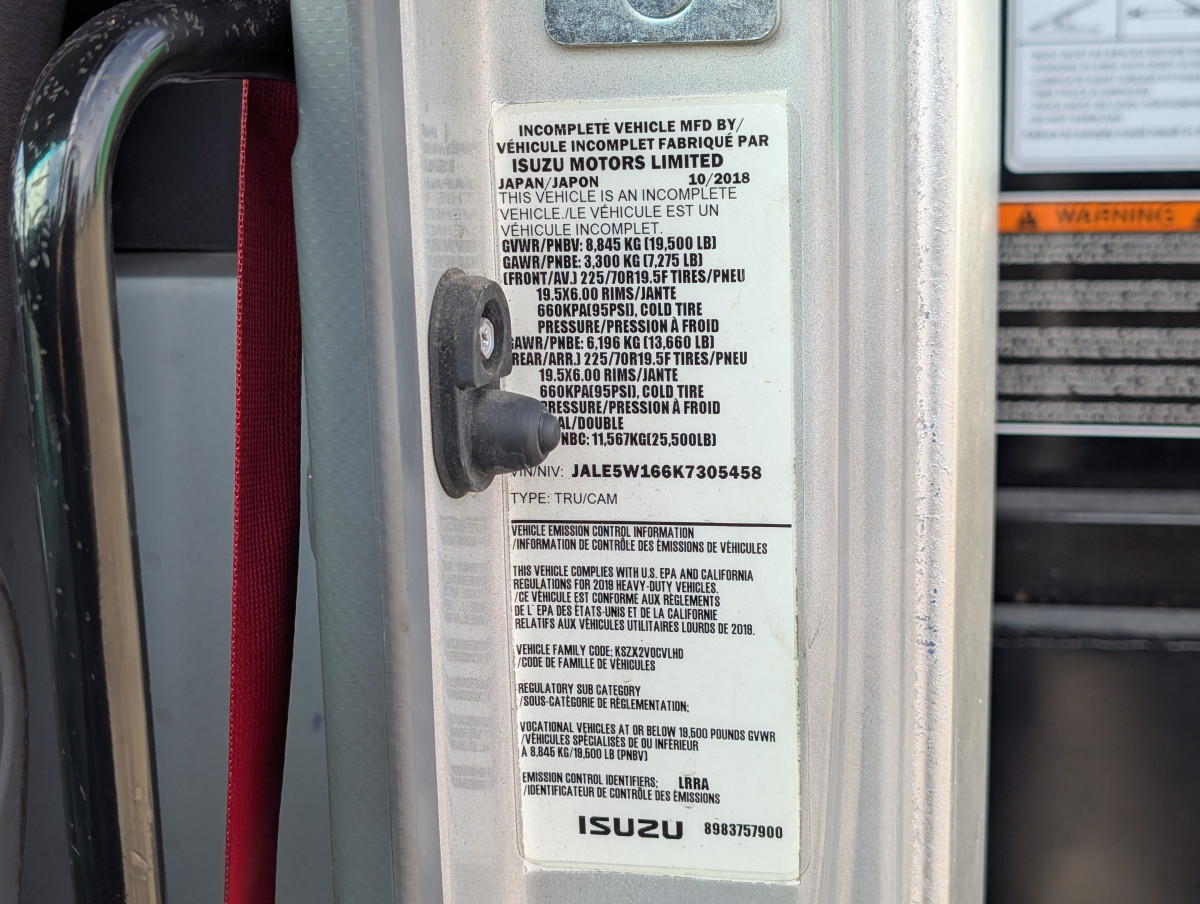 INCOMPLETE VEHICLE MFD BY/
VÉHICULE INCOMPLET FABRIQUÉ PAR
ISUZU MOTORS LIMITED
JAPAN/JAPON 10/2018
THIS VEHICLE IS AN INCOMPLETE
VEHICLE./LE VÉHICULE EST UN
VÉHICULE INCOMPLET.
GVWR/PNBV: 8,845 KG (19,500 LB)
GAWR/PNBE: 3,300 KG (7,275 LB)
(FRONT/AV.) 225/70R19.5F TIRES/PNEU
19.5X6.00 RIMS/JANTE
660KPA(95PSI), COLD TIRE
PRESSURE/PRESSION À FROID
GAWR/PNBE: 6,196 KG (13,660 LB)
(REAR/ARR.) 225/70R19.5F TIRES/PNEU
19.5X6.00 RIMS/JANTE
660KPA(95PSI), COLD TIRE
PRESSURE/PRESSION À FROID
AL/DOUBLE
NBC: 11,567KG(25,500LB)
VIN/NIV: JALE5W166K7305458
TYPE: TRU/CAM
VEHICLE EMISSION CONTROL INFORMATION
/INFORMATION DE CONTRÔLE DES ÉMISSIONS DE VÉHICULES
THIS VEHICLE COMPLIES WITH U.S. EPA AND CALIFORNIA
REGULATIONS FOR 2019 HEAVY-DUTY VEHICLES.
/CE VÉHICULE EST CONFORME AUX RÈGLEMENTS
DE L' EPA DES ÉTATS-UNIS ET DE LA CALIFORNIE
RELATIFS AUX VÉHICULES UTILITAIRES LOURDS DE 2019.
VEHICLE FAMILY CODE; KSZX2VOCVLHD
/CODE DE FAMILLE DE VÉHICULES
REGULATORY SUB CATEGORY
/SOUS-CATÉGORIE DE RÉGLEMENTATION;
VOCATIONAL VEHICLES AT OR BELOW 19,500 POUNDS GVWR
/VÉHICULES SPÉCIALISÉS DE OU INFÉRIEUR
À 8,845 KG/19,500 LB (PNBV)
EMISSION CONTROL IDENTIFIERS; LRRA
/IDENTIFICATEUR DE CONTRÔLE DES ÉMISSIONS
ISUZU 8983757900
WARNING